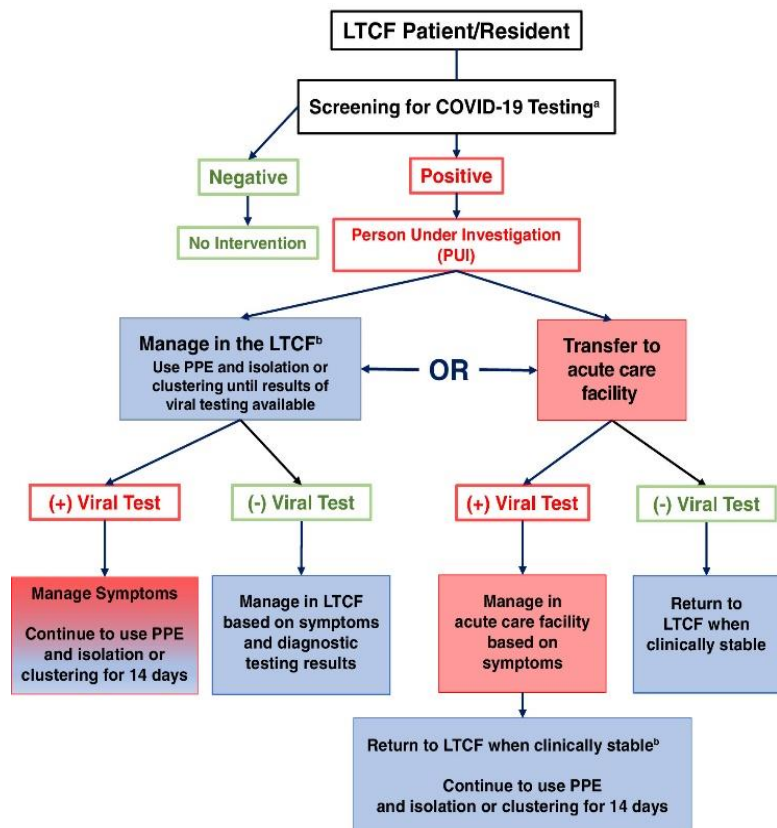 LTCF Patient/Resident
Screening for COVID-19 Testingᵃ
Negative
Positive
No Intervention
Person Under Investigation
(PUI)
Manage in the LTCFᵇ
Use PPE and isolation or
clustering until results of
viral testing available
OR
Transfer to
acute care
facility
(+) Viral Test
(-) Viral Test
(+) Viral Test
(-) Viral Test
Manage Symptoms
Continue to use PPE
and isolation or
clustering for 14 days
Manage in LTCF
based on symptoms
and diagnostic
testing results
Manage in
acute care facility
based on
symptoms
Return to
LTCF when
clinically stable
Return to LTCF when clinically stableᵇ
Continue to use PPE
and isolation or clustering for 14 days